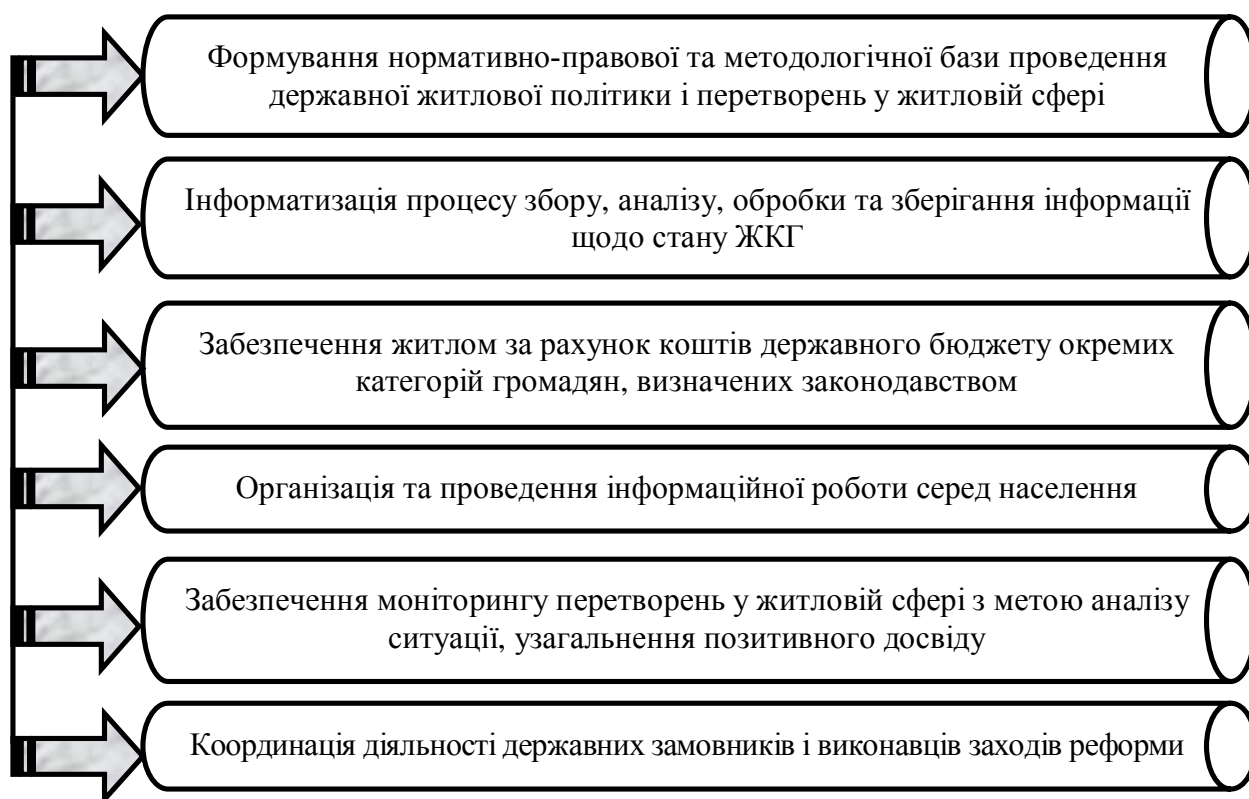 Формування нормативно-правової та методологічної бази проведення
державної житлової політики і перетворень у житловій сфері
Інформатизація процесу збору, аналізу, обробки та зберігання інформації
щодо стану ЖКГ
Забезпечення житлом за рахунок коштів державного бюджету окремих
категорій громадян, визначених законодавством
Організація та проведення інформаційної роботи серед населення
Забезпечення моніторингу перетворень у житловій сфері з метою аналізу
ситуації, узагальнення позитивного досвіду
Координація діяльності державних замовників і виконавців заходів реформи